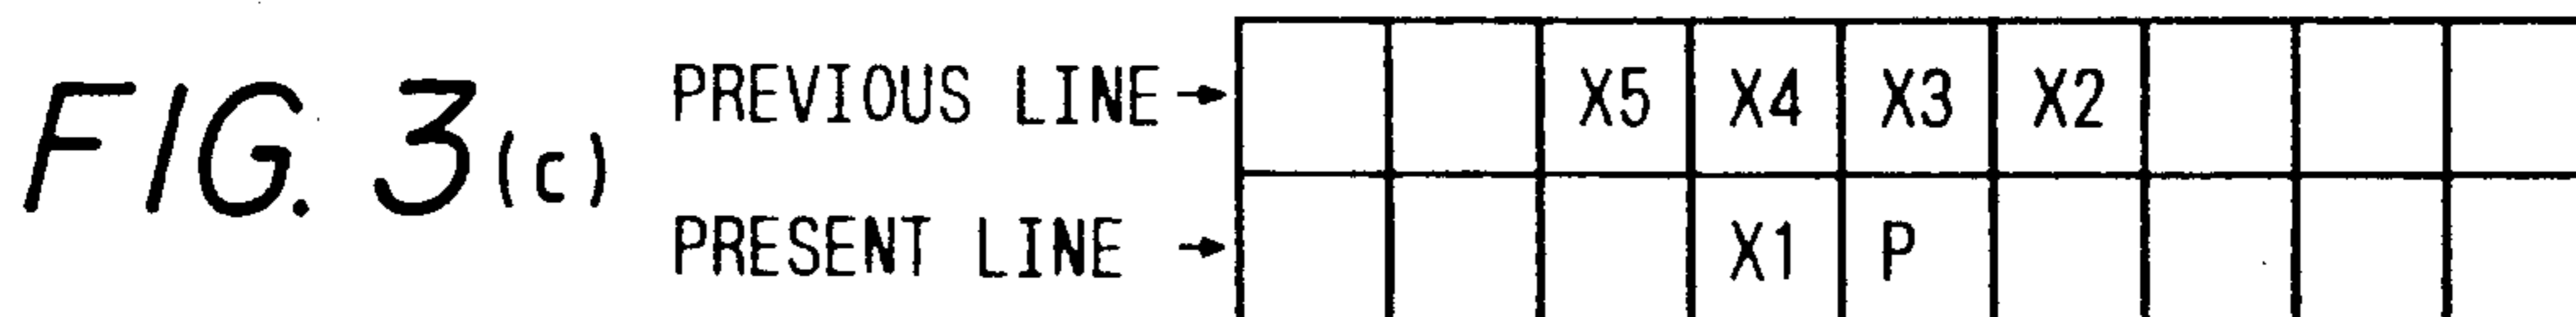 FIG. 3(c)
PREVIOUS LINE → X5 X4 X3 X2
PRESENT LINE → X1 P